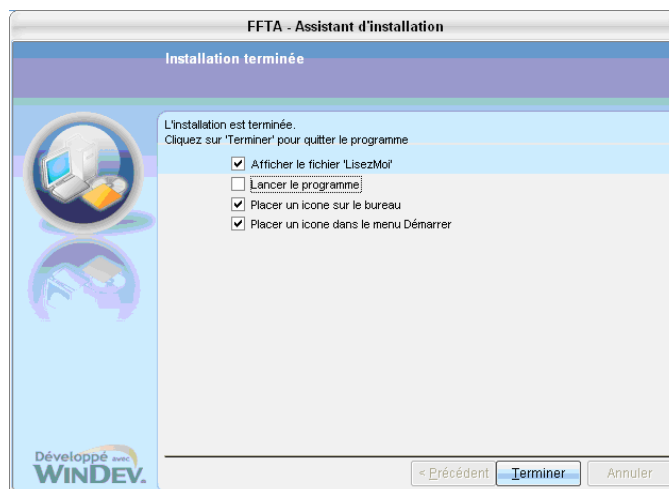 FFTA - Assistant d'installation
Installation terminée
L'installation est terminée.
Cliquez sur 'Terminer' pour quitter le programme
Afficher le fichier 'LisezMoi'
Lancer le programme
Placer un icone sur le bureau
Placer un icone dans le menu Démarrer
Développé avec
WINDEV.
< Précédent
Terminer
Annuler